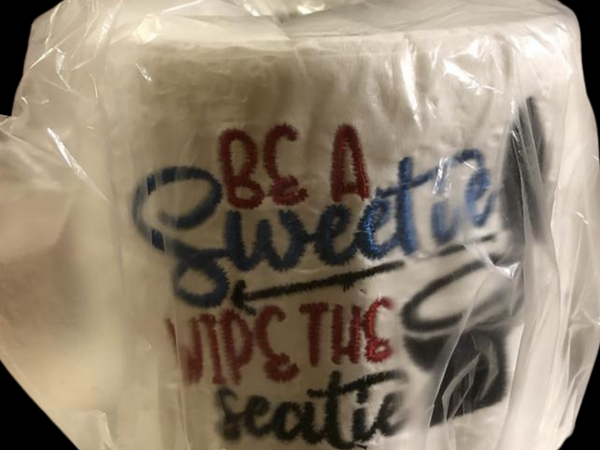 BE A
Sweetie
WIPE THE
seatie